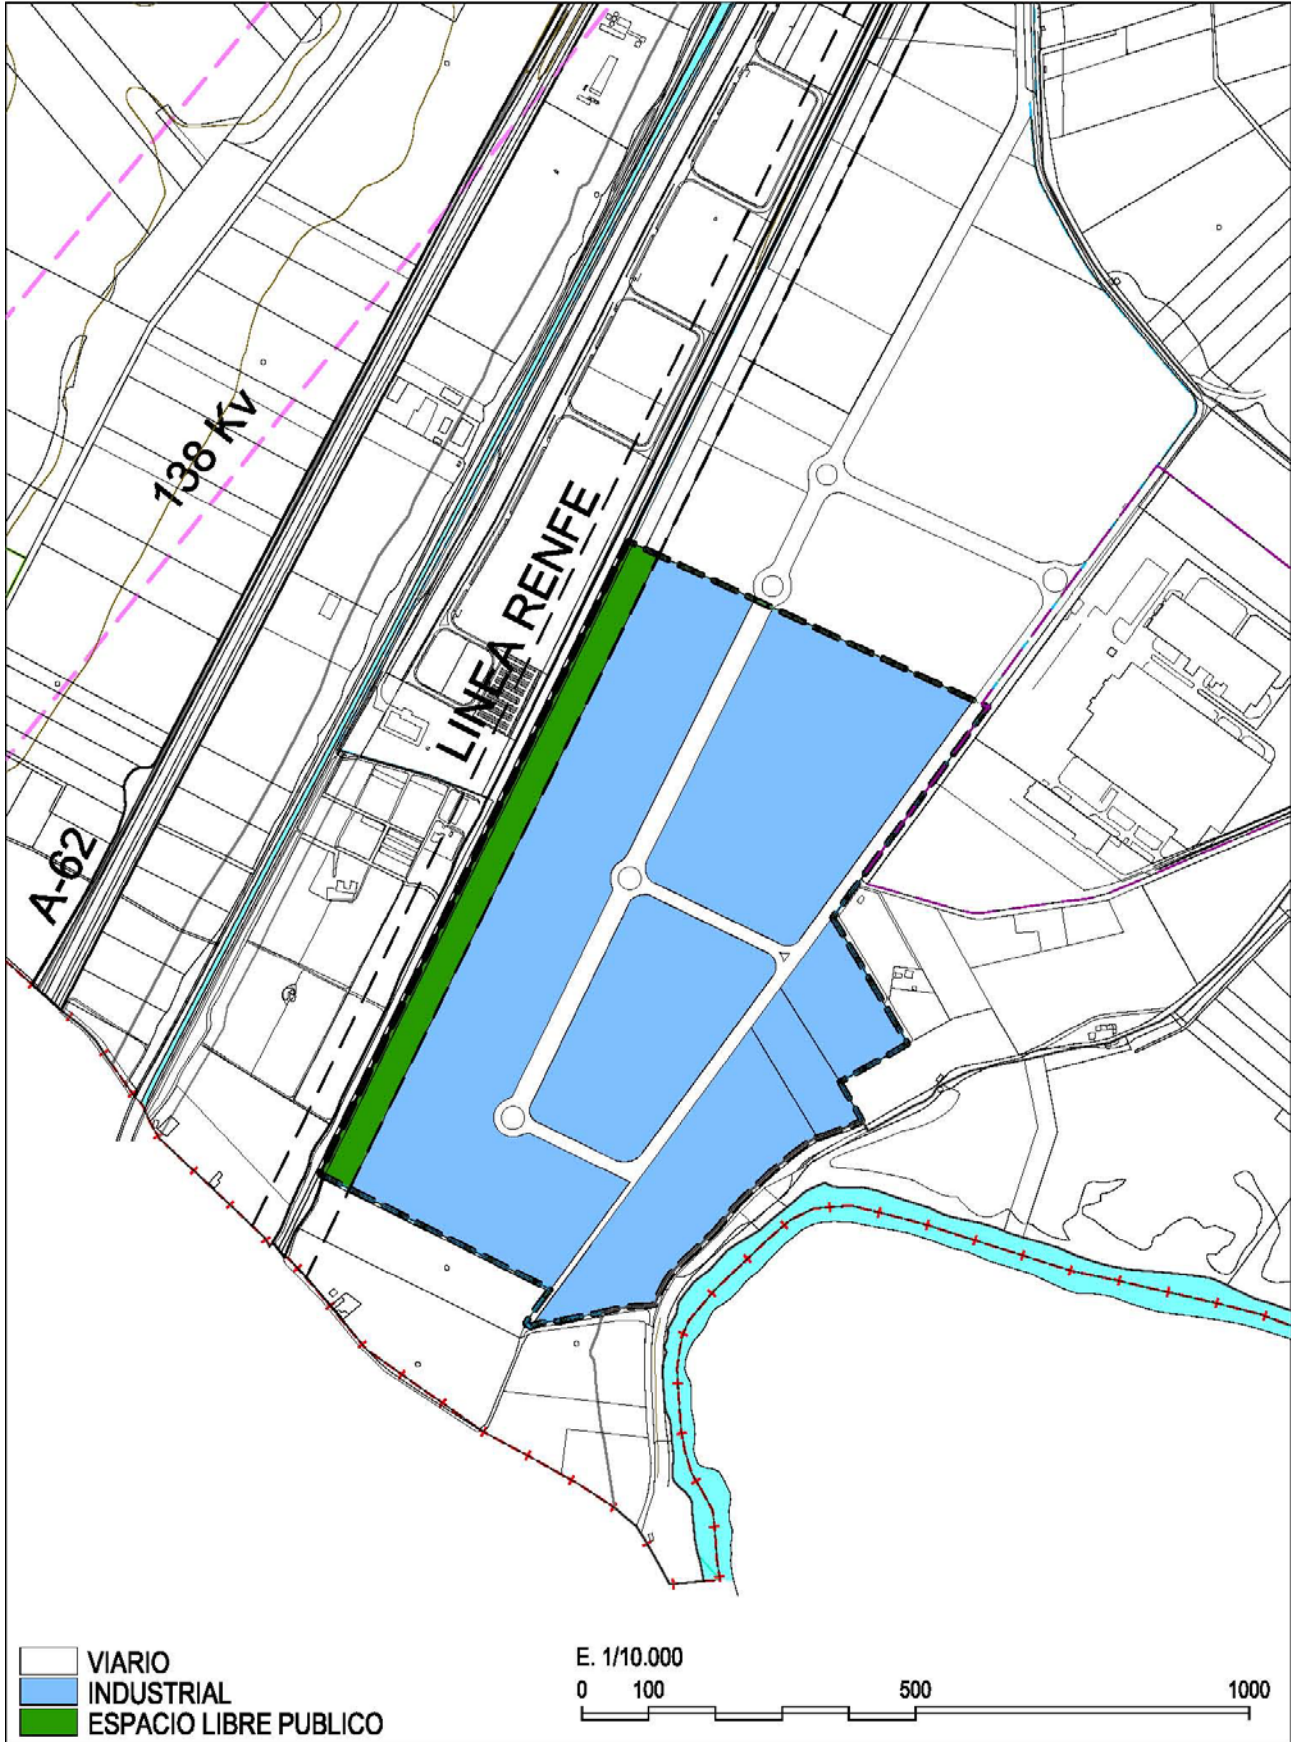 138 Kv
LINEA RENFE
A-62
VIARIO
INDUSTRIAL
ESPACIO LIBRE PUBLICO
E. 1/10.000
0 100 500 1000